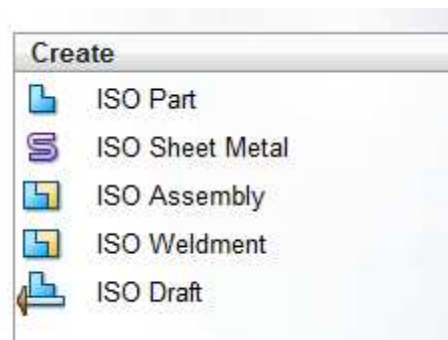 Create
ISO Part
ISO Sheet Metal
ISO Assembly
ISO Weldment
ISO Draft